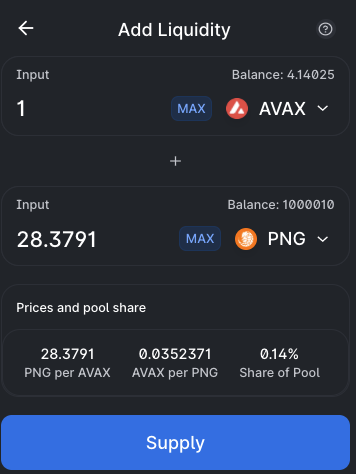 Add Liquidity
?
Input Balance: 4.14025
1 MAX AVAX
+
Input Balance: 1000010
28.3791 MAX PNG
Prices and pool share
28.3791 0.0352371 0.14%
PNG per AVAX AVAX per PNG Share of Pool
Supply